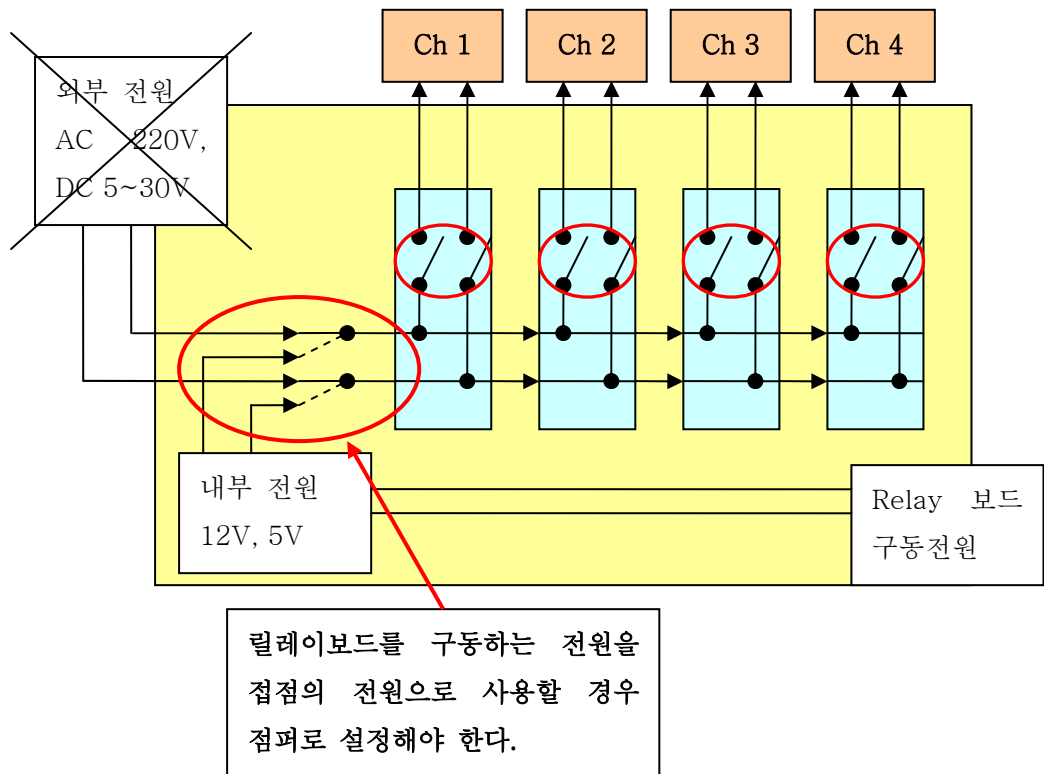 Ch 1
Ch 2
Ch 3
Ch 4
외부 전원
AC 220V,
DC 5~30V
내부 전원
12V, 5V
Relay 보드
구동전원
릴레이보드를 구동하는 전원을
접점의 전원으로 사용할 경우
점퍼로 설정해야 한다.